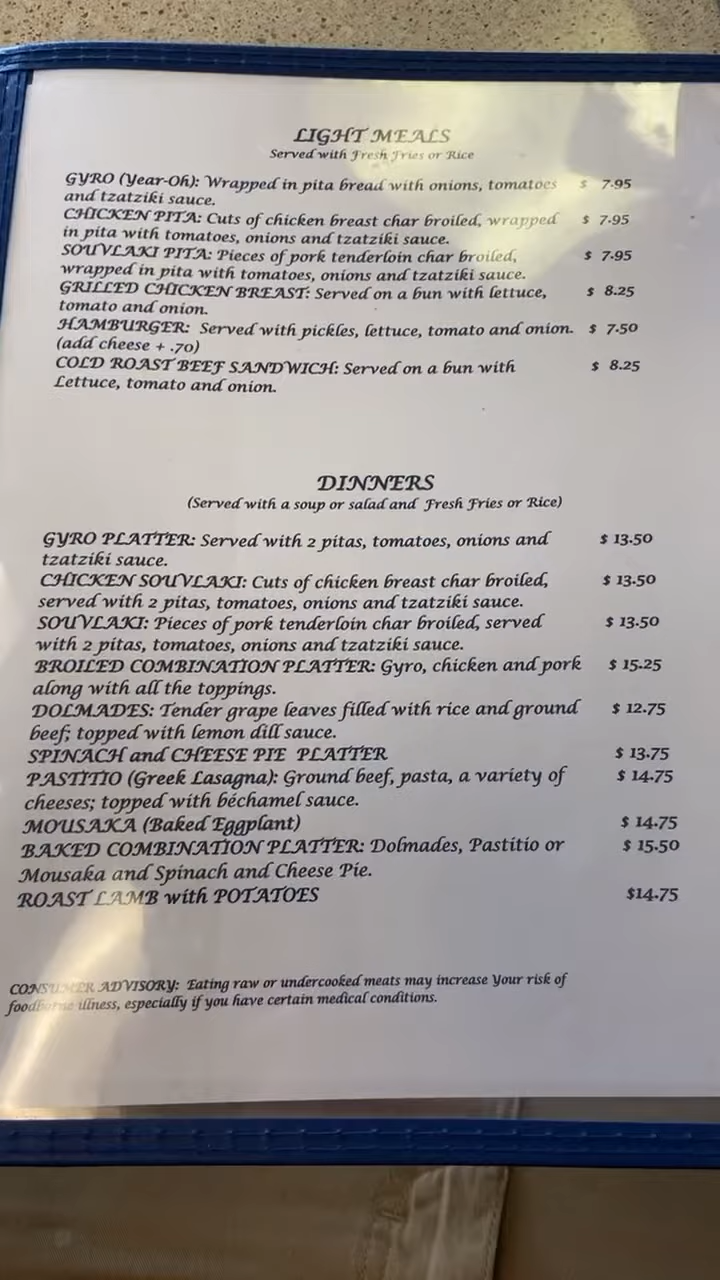 LIGHT MEALS
Served with Fresh Fries or Rice
GYRO (Year-Oh): Wrapped in pita bread with onions, tomatoes $ 7.95
and tzatziki sauce.
CHICKEN PITA: Cuts of chicken breast char broiled, wrapped $ 7.95
in pita with tomatoes, onions and tzatziki sauce.
SOUVLAKI PITA: Pieces of pork tenderloin char broiled, $ 7.95
wrapped in pita with tomatoes, onions and tzatziki sauce.
GRILLED CHICKEN BREAST: Served on a bun with lettuce, $ 8.25
tomato and onion.
HAMBURGER: Served with pickles, lettuce, tomato and onion. $ 7.50
(add cheese + .70)
COLD ROAST BEEF SANDWICH: Served on a bun with $ 8.25
Lettuce, tomato and onion.
DINNERS
(Served with a soup or salad and Fresh Fries or Rice)
GYRO PLATTER: Served with 2 pitas, tomatoes, onions and $ 13.50
tzatziki sauce.
CHICKEN SOUVLAKI: Cuts of chicken breast char broiled, $ 13.50
served with 2 pitas, tomatoes, onions and tzatziki sauce.
SOUVLAKI: Pieces of pork tenderloin char broiled, served $ 13.50
with 2 pitas, tomatoes, onions and tzatziki sauce.
BROILED COMBINATION PLATTER: Gyro, chicken and pork $ 15.25
along with all the toppings.
DOLMADES: Tender grape leaves filled with rice and ground $ 12.75
beef; topped with lemon dill sauce.
SPINACH and CHEESE PIE PLATTER $ 13.75
PASTITIO (Greek Lasagna): Ground beef, pasta, a variety of $ 14.75
cheeses; topped with béchamel sauce.
MOUSAKA (Baked Eggplant) $ 14.75
BAKED COMBINATION PLATTER: Dolmades, Pastitio or $ 15.50
Mousaka and Spinach and Cheese Pie.
ROAST LAMB with POTATOES $14.75
CONSUMER ADVISORY: Eating raw or undercooked meats may increase Your risk of
foodborne illness, especially if you have certain medical conditions.